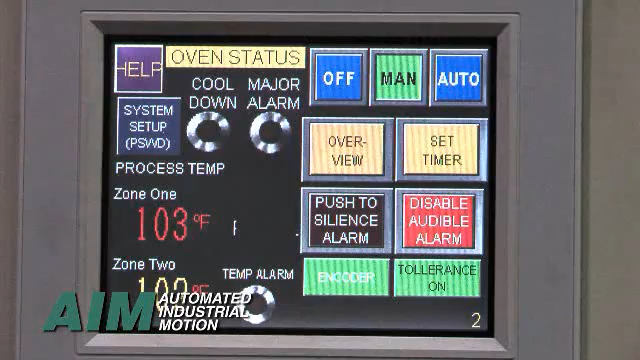 HELP
OVEN STATUS
OFF
MAN
AUTO
COOL
DOWN
MAJOR
ALARM
SYSTEM
SETUP
(PSWD)
OVER-
VIEW
SET
TIMER
PROCESS TEMP
Zone One
103°F
PUSH TO
SILIENCE
ALARM
DISABLE
AUDIBLE
ALARM
Zone Two
TEMP ALARM
ENCODER
TOLLERANCE
ON
2
AIM AUTOMATED
INDUSTRIAL
MOTION